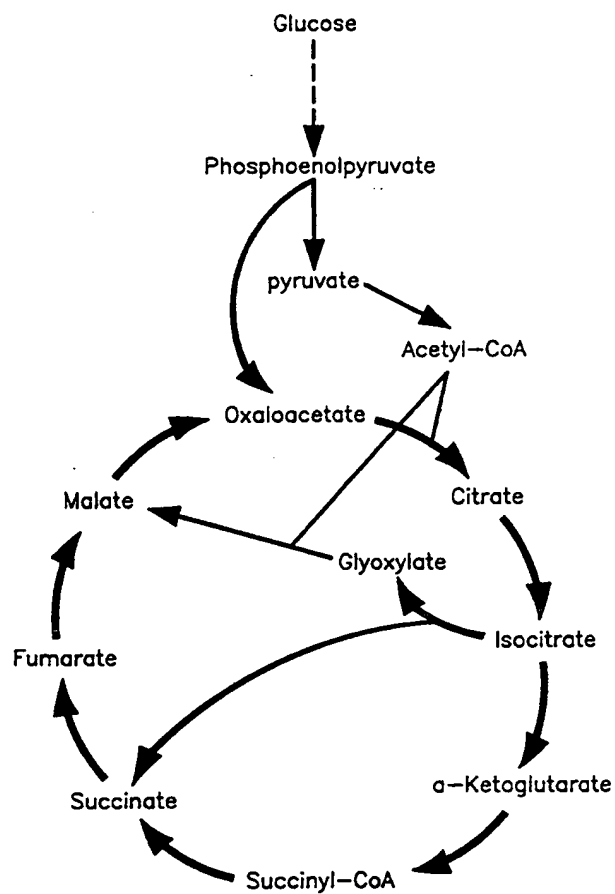 Glucose
Phosphoenolpyruvate
pyruvate
Acetyl-CoA
Oxaloacetate
Citrate
Malate
Glyoxylate
Isocitrate
Fumarate
α-Ketoglutarate
Succinate
Succinyl-CoA